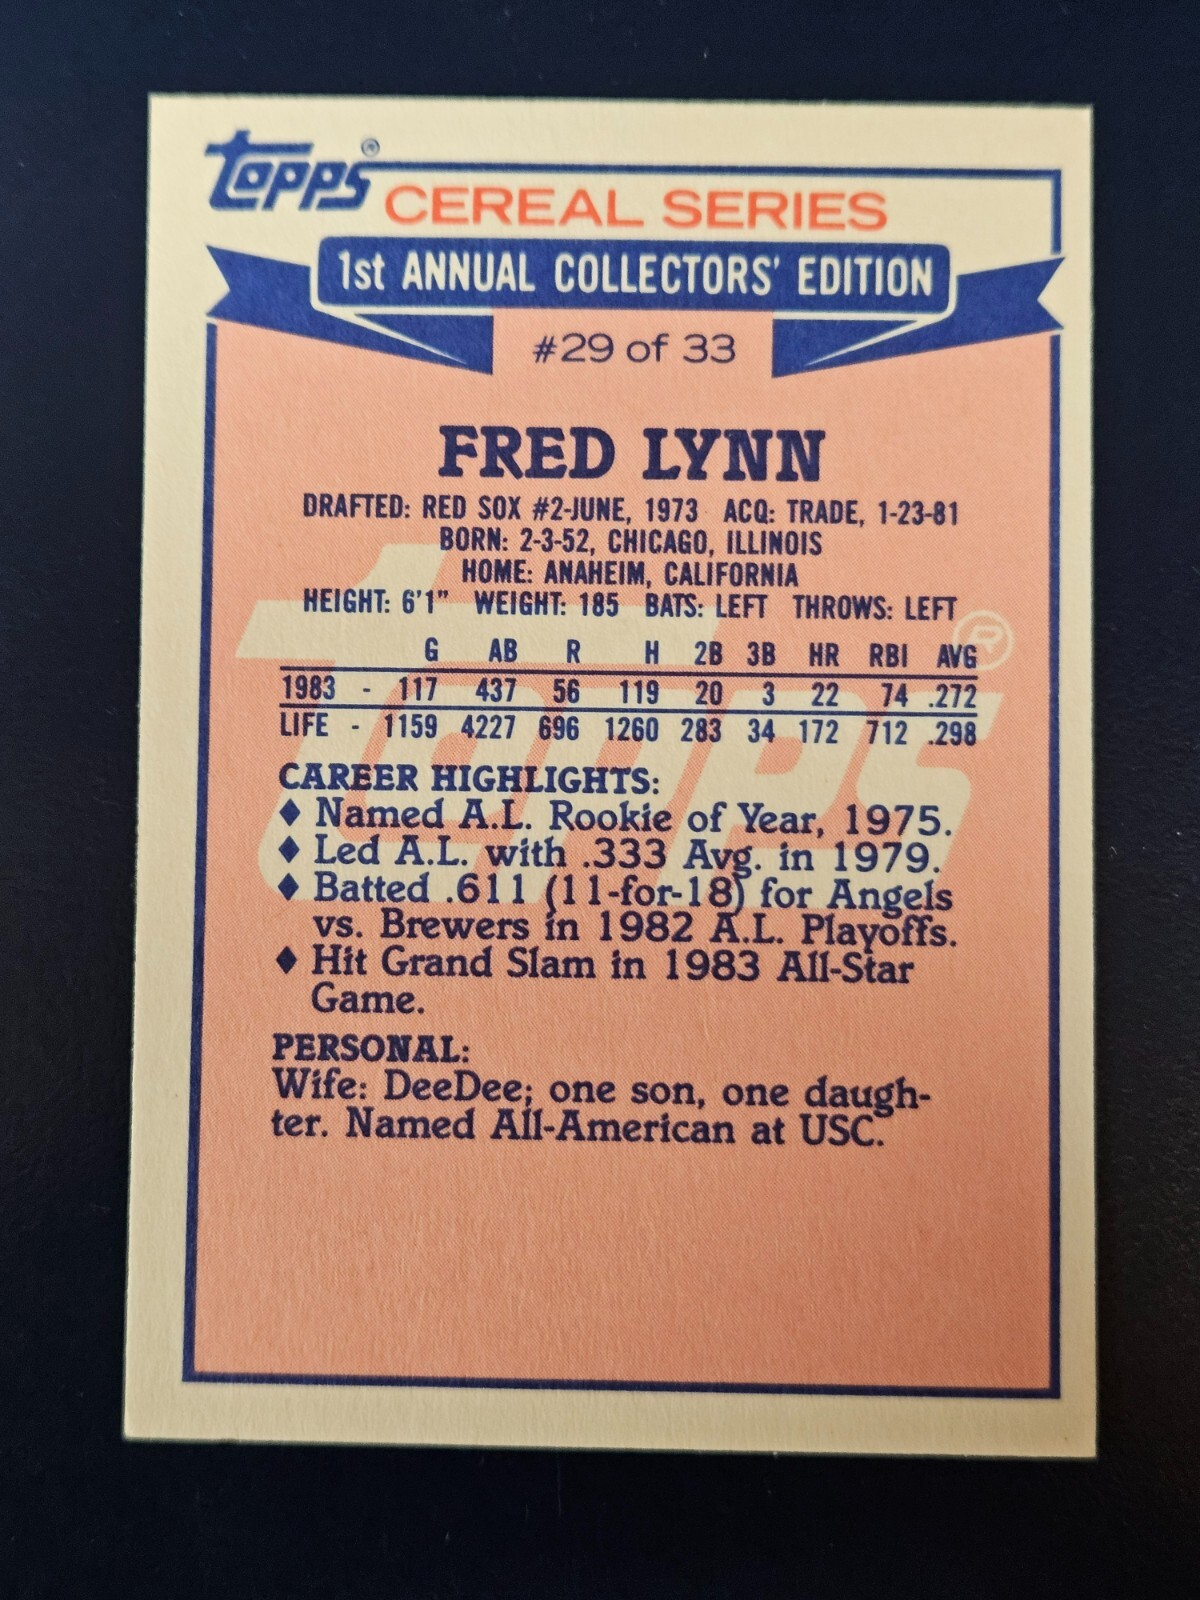 topps®
CEREAL SERIES
1st ANNUAL COLLECTORS' EDITION
#29 of 33
FRED LYNN
DRAFTED: RED SOX #2-JUNE, 1973 ACQ: TRADE, 1-23-81
BORN: 2-3-52, CHICAGO, ILLINOIS
HOME: ANAHEIM, CALIFORNIA
HEIGHT: 6'1" WEIGHT: 185 BATS: LEFT THROWS: LEFT
G AB R H 2B 3B HR RBI AVG
1983 - 117 437 56 119 20 3 22 74 .272
LIFE - 1159 4227 696 1260 283 34 172 712 .298
CAREER HIGHLIGHTS:
♦ Named A.L. Rookie of Year, 1975.
♦ Led A.L. with .333 Avg. in 1979.
♦ Batted .611 (11-for-18) for Angels
vs. Brewers in 1982 A.L. Playoffs.
♦ Hit Grand Slam in 1983 All-Star
Game.
PERSONAL:
Wife: DeeDee; one son, one daugh-
ter. Named All-American at USC.
topps®